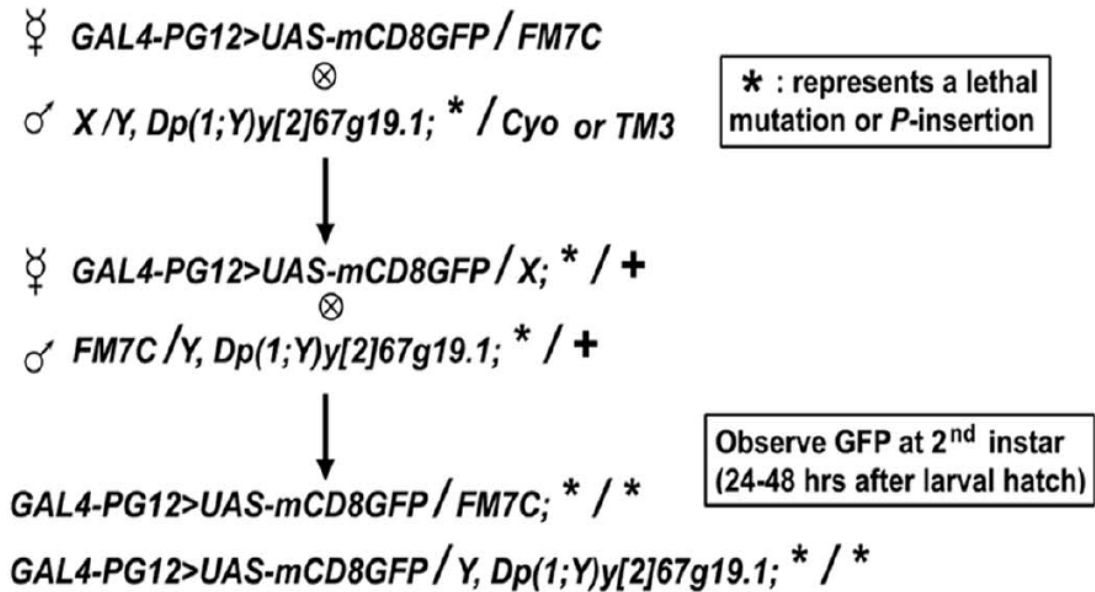 ☿ GAL4-PG12>UAS-mCD8GFP / FM7C
⊗
♂ X/Y, Dp(1;Y)y[2]67g19.1; * / Cyo or TM3
* : represents a lethal
mutation or P-insertion
☿ GAL4-PG12>UAS-mCD8GFP / X; * / +
⊗
♂ FM7C /Y, Dp(1;Y)y[2]67g19.1; * / +
Observe GFP at 2nd instar
(24-48 hrs after larval hatch)
GAL4-PG12>UAS-mCD8GFP / FM7C; * / *
GAL4-PG12>UAS-mCD8GFP / Y, Dp(1;Y)y[2]67g19.1; * / *